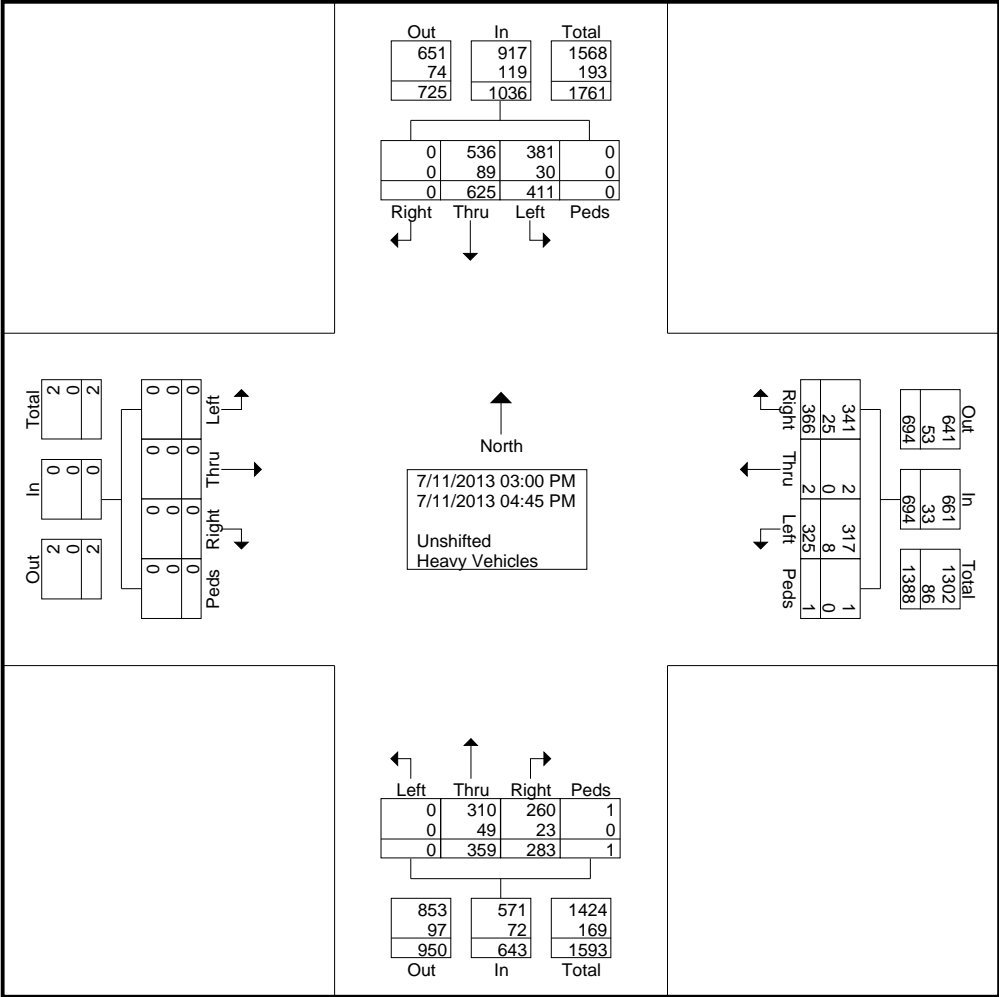 Out In Total
651 917 1568
74 119 193
725 1036 1761
0 536 381 0
0 89 30 0
0 625 411 0
Right Thru Left Peds
Total
2 0 2
In
0 0 0
Out
2 0 2
Left
0 0 0
Thru
0 0 0
Right
0 0 0
Peds
0 0 0
North
7/11/2013 03:00 PM
7/11/2013 04:45 PM
Unshifted
Heavy Vehicles
Right
366 25 341
Thru
2 0 2
Left
325 8 317
Peds
1 0 1
Out
641
53
694
In
661
33
694
Total
1302
86
1388
Left Thru Right Peds
0 310 260 1
0 49 23 0
0 359 283 1
853 571 1424
97 72 169
950 643 1593
Out In Total